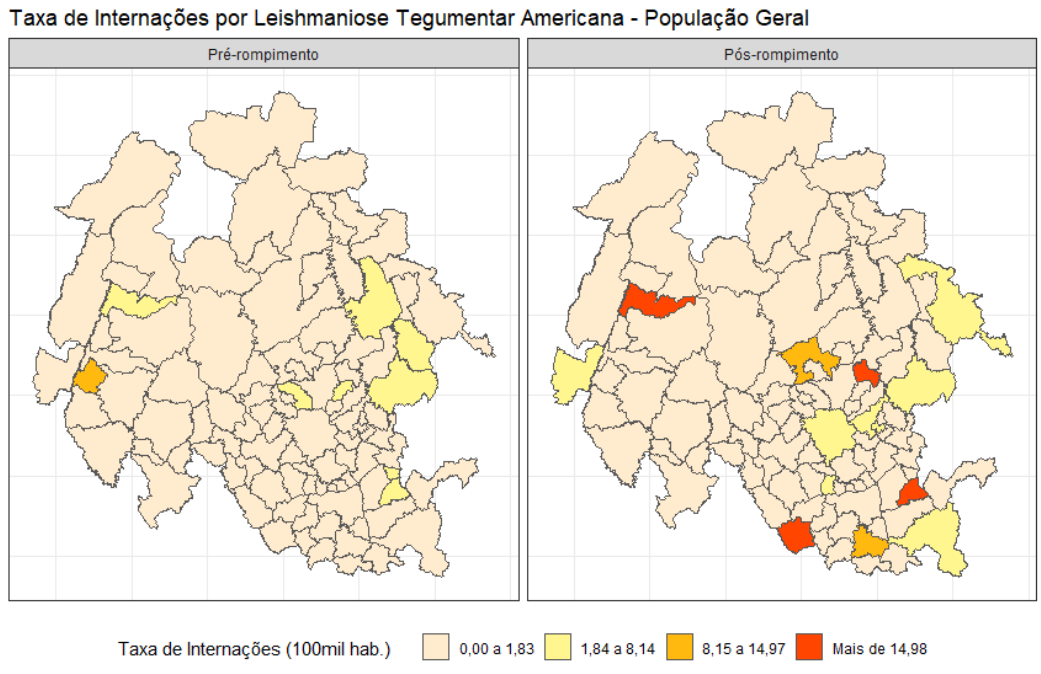 Taxa de Internações por Leishmaniose Tegumentar Americana - População Geral
Pré-rompimento
Pós-rompimento
Taxa de Internações (100mil hab.)
0,00 a 1,83
1,84 a 8,14
8,15 a 14,97
Mais de 14,98